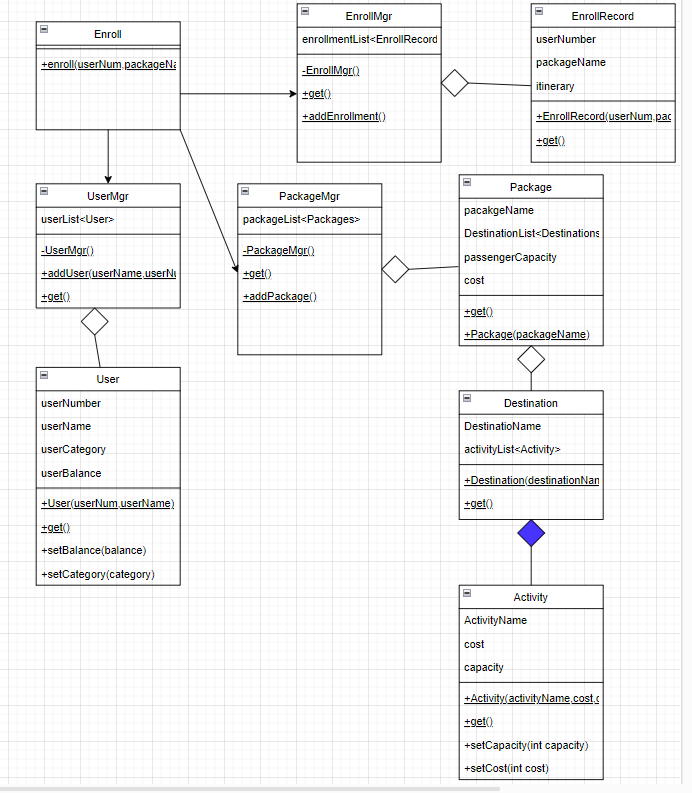 Enroll
+enroll(userNum,packageNa
EnrollMgr
enrollmentList<EnrollRecord
-EnrollMgr()
+get()
+addEnrollment()
EnrollRecord
userNumber
packageName
itinerary
+EnrollRecord(userNum,pac
+get()
UserMgr
userList<User>
-UserMgr()
+addUser(userName,userNu
+get()
PackageMgr
packageList<Packages>
-PackageMgr()
+get()
+addPackage()
Package
pacakgeName
DestinationList<Destinations
passengerCapacity
cost
+get()
+Package(packageName)
User
userNumber
userName
userCategory
userBalance
+User(userNum,userName)
+get()
+setBalance(balance)
+setCategory(category)
Destination
DestinatioName
activityList<Activity>
+Destination(destinationNan
+get()
Activity
ActivityName
cost
capacity
+Activity(activityName,cost,c
+get()
+setCapacity(int capacity)
+setCost(int cost)